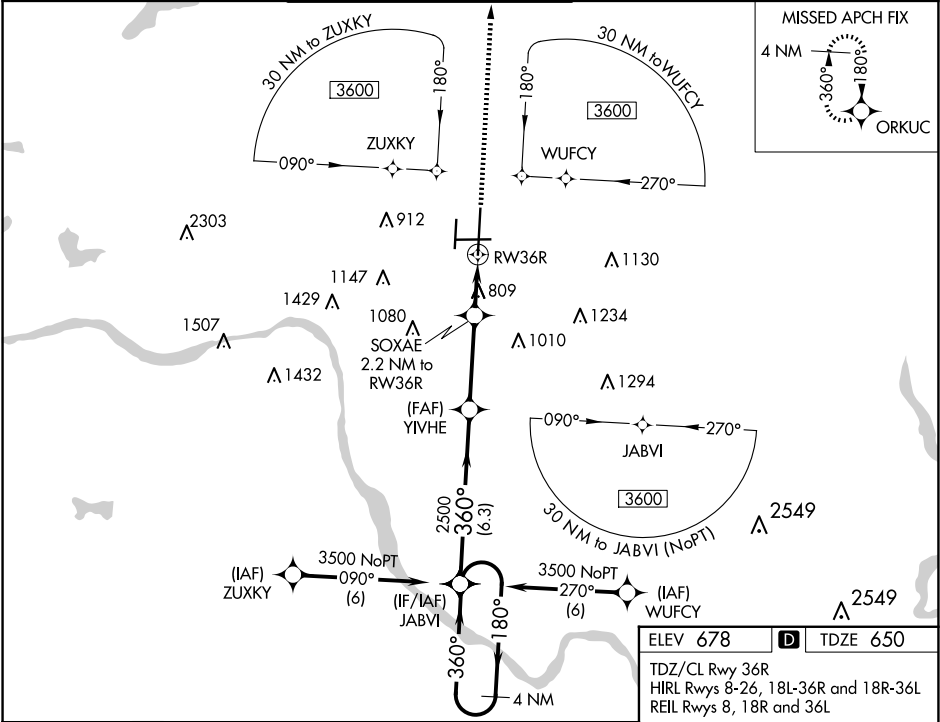 MISSED APCH FIX
4 NM
360°
180°
ORKUC
30 NM to ZUXKY
3600
180°
ZUXKY
090°
30 NM to WUFCY
180°
3600
WUFCY
270°
2303
912
RW36R
1130
1147
809
1429
1080
1234
1507
SOXAE
2.2 NM to
RW36R
1010
1432
1294
(FAF)
YIVHE
090°
270°
JABVI
3600
30 NM to JABVI (NoPT)
2549
2500
360°
(6.3)
(IAF)
ZUXKY
3500 NoPT
090°
(6)
(IF/IAF)
JABVI
3500 NoPT
270°
(6)
(IAF)
WUFCY
2549
360°
180°
4 NM
ELEV 678 D TDZE 650
TDZ/CL Rwy 36R
HIRL Rwys 8-26, 18L-36R and 18R-36L
REIL Rwys 8, 18R and 36L